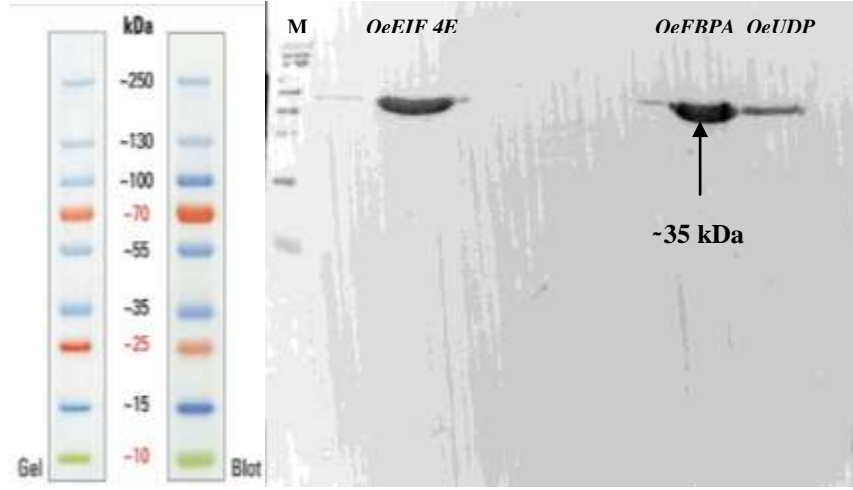 kDa
~250
~130
~100
~70
~55
~35
~25
~15
~10
Gel
Blot
M OeEIF 4E OeFBPA OeUDP
~35 kDa